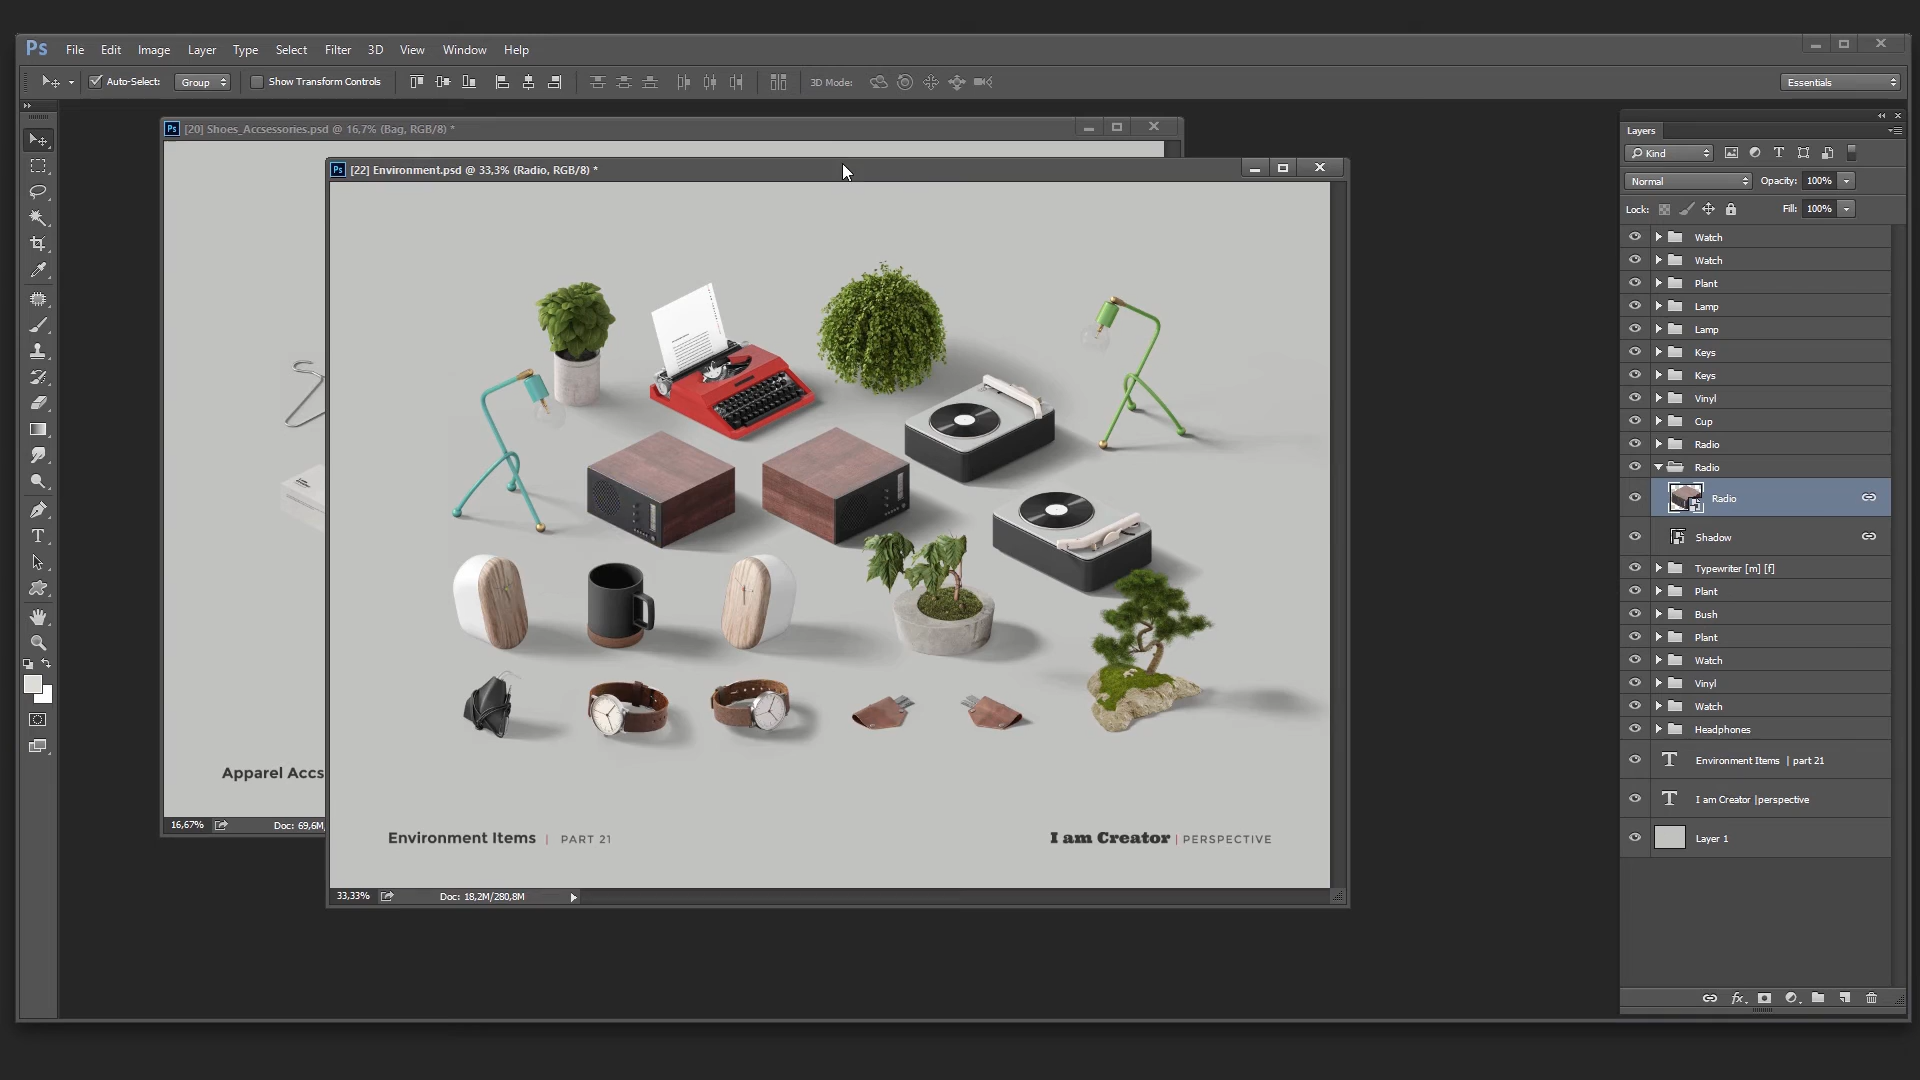 Ps File Edit Image Layer Type Select Filter 3D View Window Help
Auto-Select: Group Show Transform Controls 3D Mode: Essentials
Ps [20] Shoes_Accsessories.psd @ 16,7% (Bag, RGB/8) *
Ps [22] Environment.psd @ 33,3% (Radio, RGB/8) *
Apparel Accs
16,67% Doc: 69,6M,
Environment Items | PART 21
I am Creator | PERSPECTIVE
33,33% Doc: 18,2M/280,8M
Layers
Kind
Normal Opacity: 100%
Lock: Fill: 100%
Watch
Watch
Plant
Lamp
Lamp
Keys
Keys
Vinyl
Cup
Radio
Radio
Radio
Shadow
Typewriter [m] [f]
Plant
Bush
Plant
Watch
Vinyl
Watch
Headphones
T Environment Items | part 21
T I am Creator |perspective
Layer 1
fx